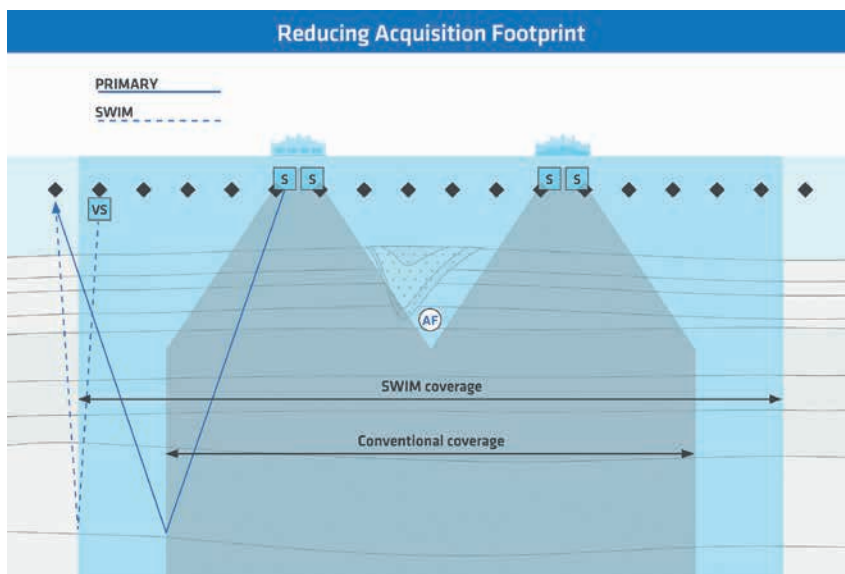 Reducing Acquisition Footprint
PRIMARY
SWIM
S S S S
VS
AF
SWIM coverage
Conventional coverage